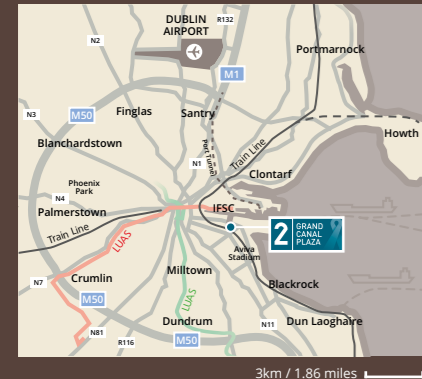 DUBLIN
AIRPORT
R132
N2
Portmarnock
M1
N3
M50
Finglas
Santry
Howth
Blanchardstown
Port Tunnel
N1
Train Line
Clontarf
Phoenix
Park
N4
Palmerstown
IFSC
Train Line
LUAS
2
GRAND
CANAL
PLAZA
Aviva
Stadium
Milltown
Crumlin
N7
Blackrock
M50
LUAS
N81
Dundrum
N11
Dun Laoghaire
R116
M50
3km / 1.86 miles